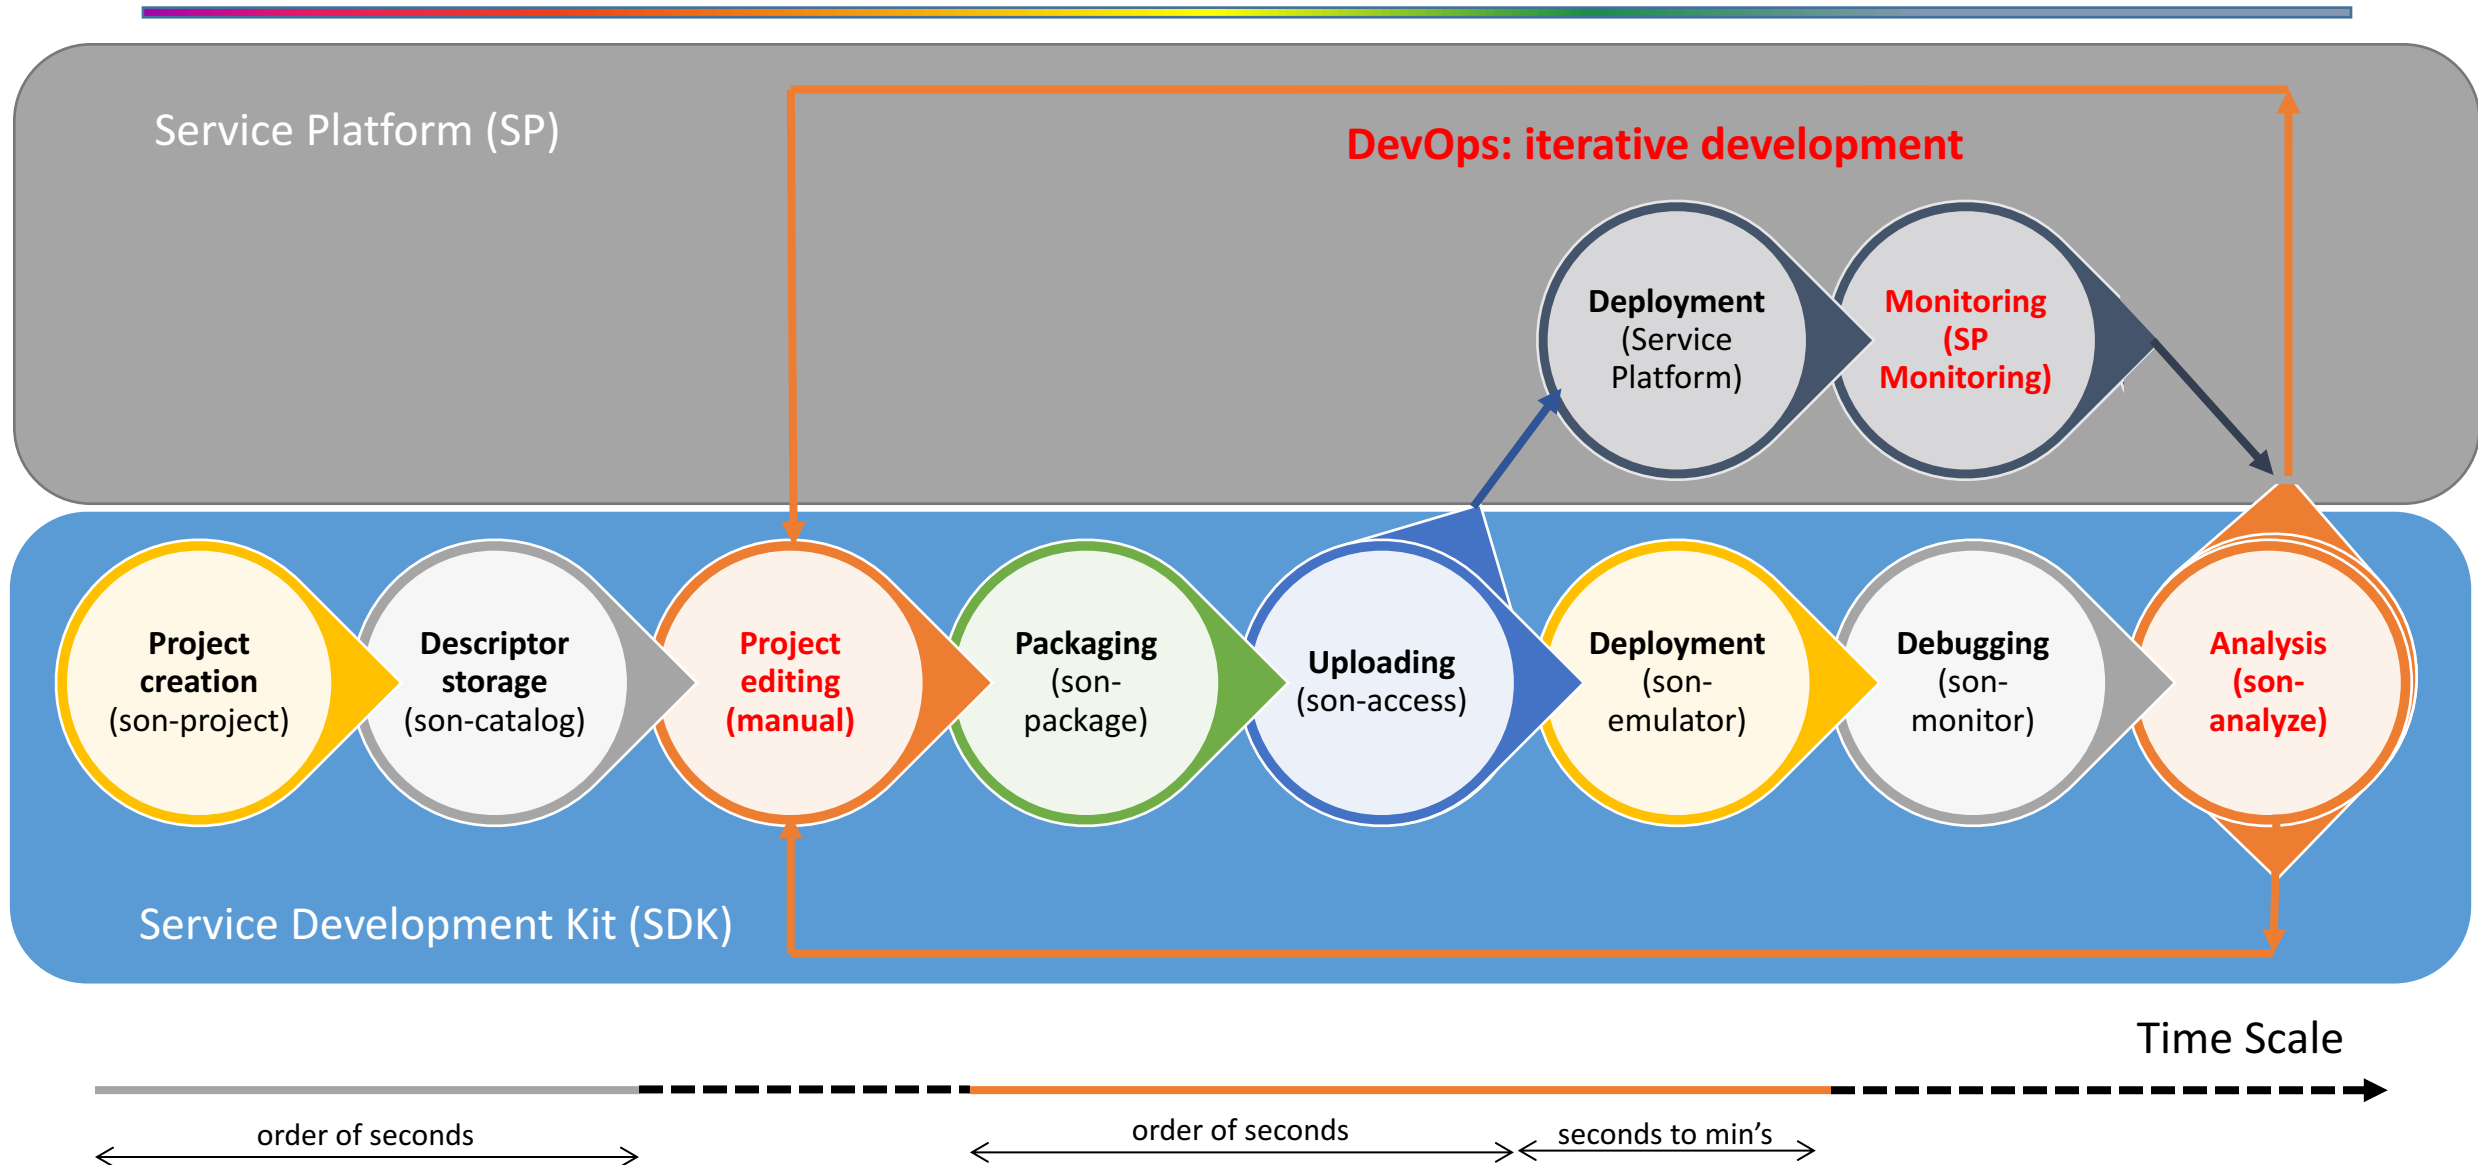 Service Platform (SP)
DevOps: iterative development
Deployment
(Service
Platform)
Monitoring
(SP
Monitoring)
Project
creation
(son-project)
Descriptor
storage
(son-catalog)
Project
editing
(manual)
Packaging
(son-
package)
Uploading
(son-access)
Deployment
(son-
emulator)
Debugging
(son-
monitor)
Analysis
(son-
analyze)
Service Development Kit (SDK)
Time Scale
order of seconds
order of seconds
seconds to min's